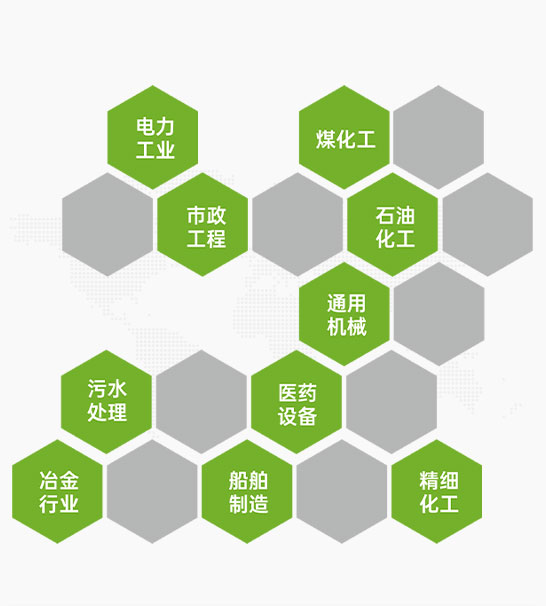 电力
工业
煤化工
市政
工程
石油
化工
通用
机械
污水
处理
医药
设备
冶金
行业
船舶
制造
精细
化工